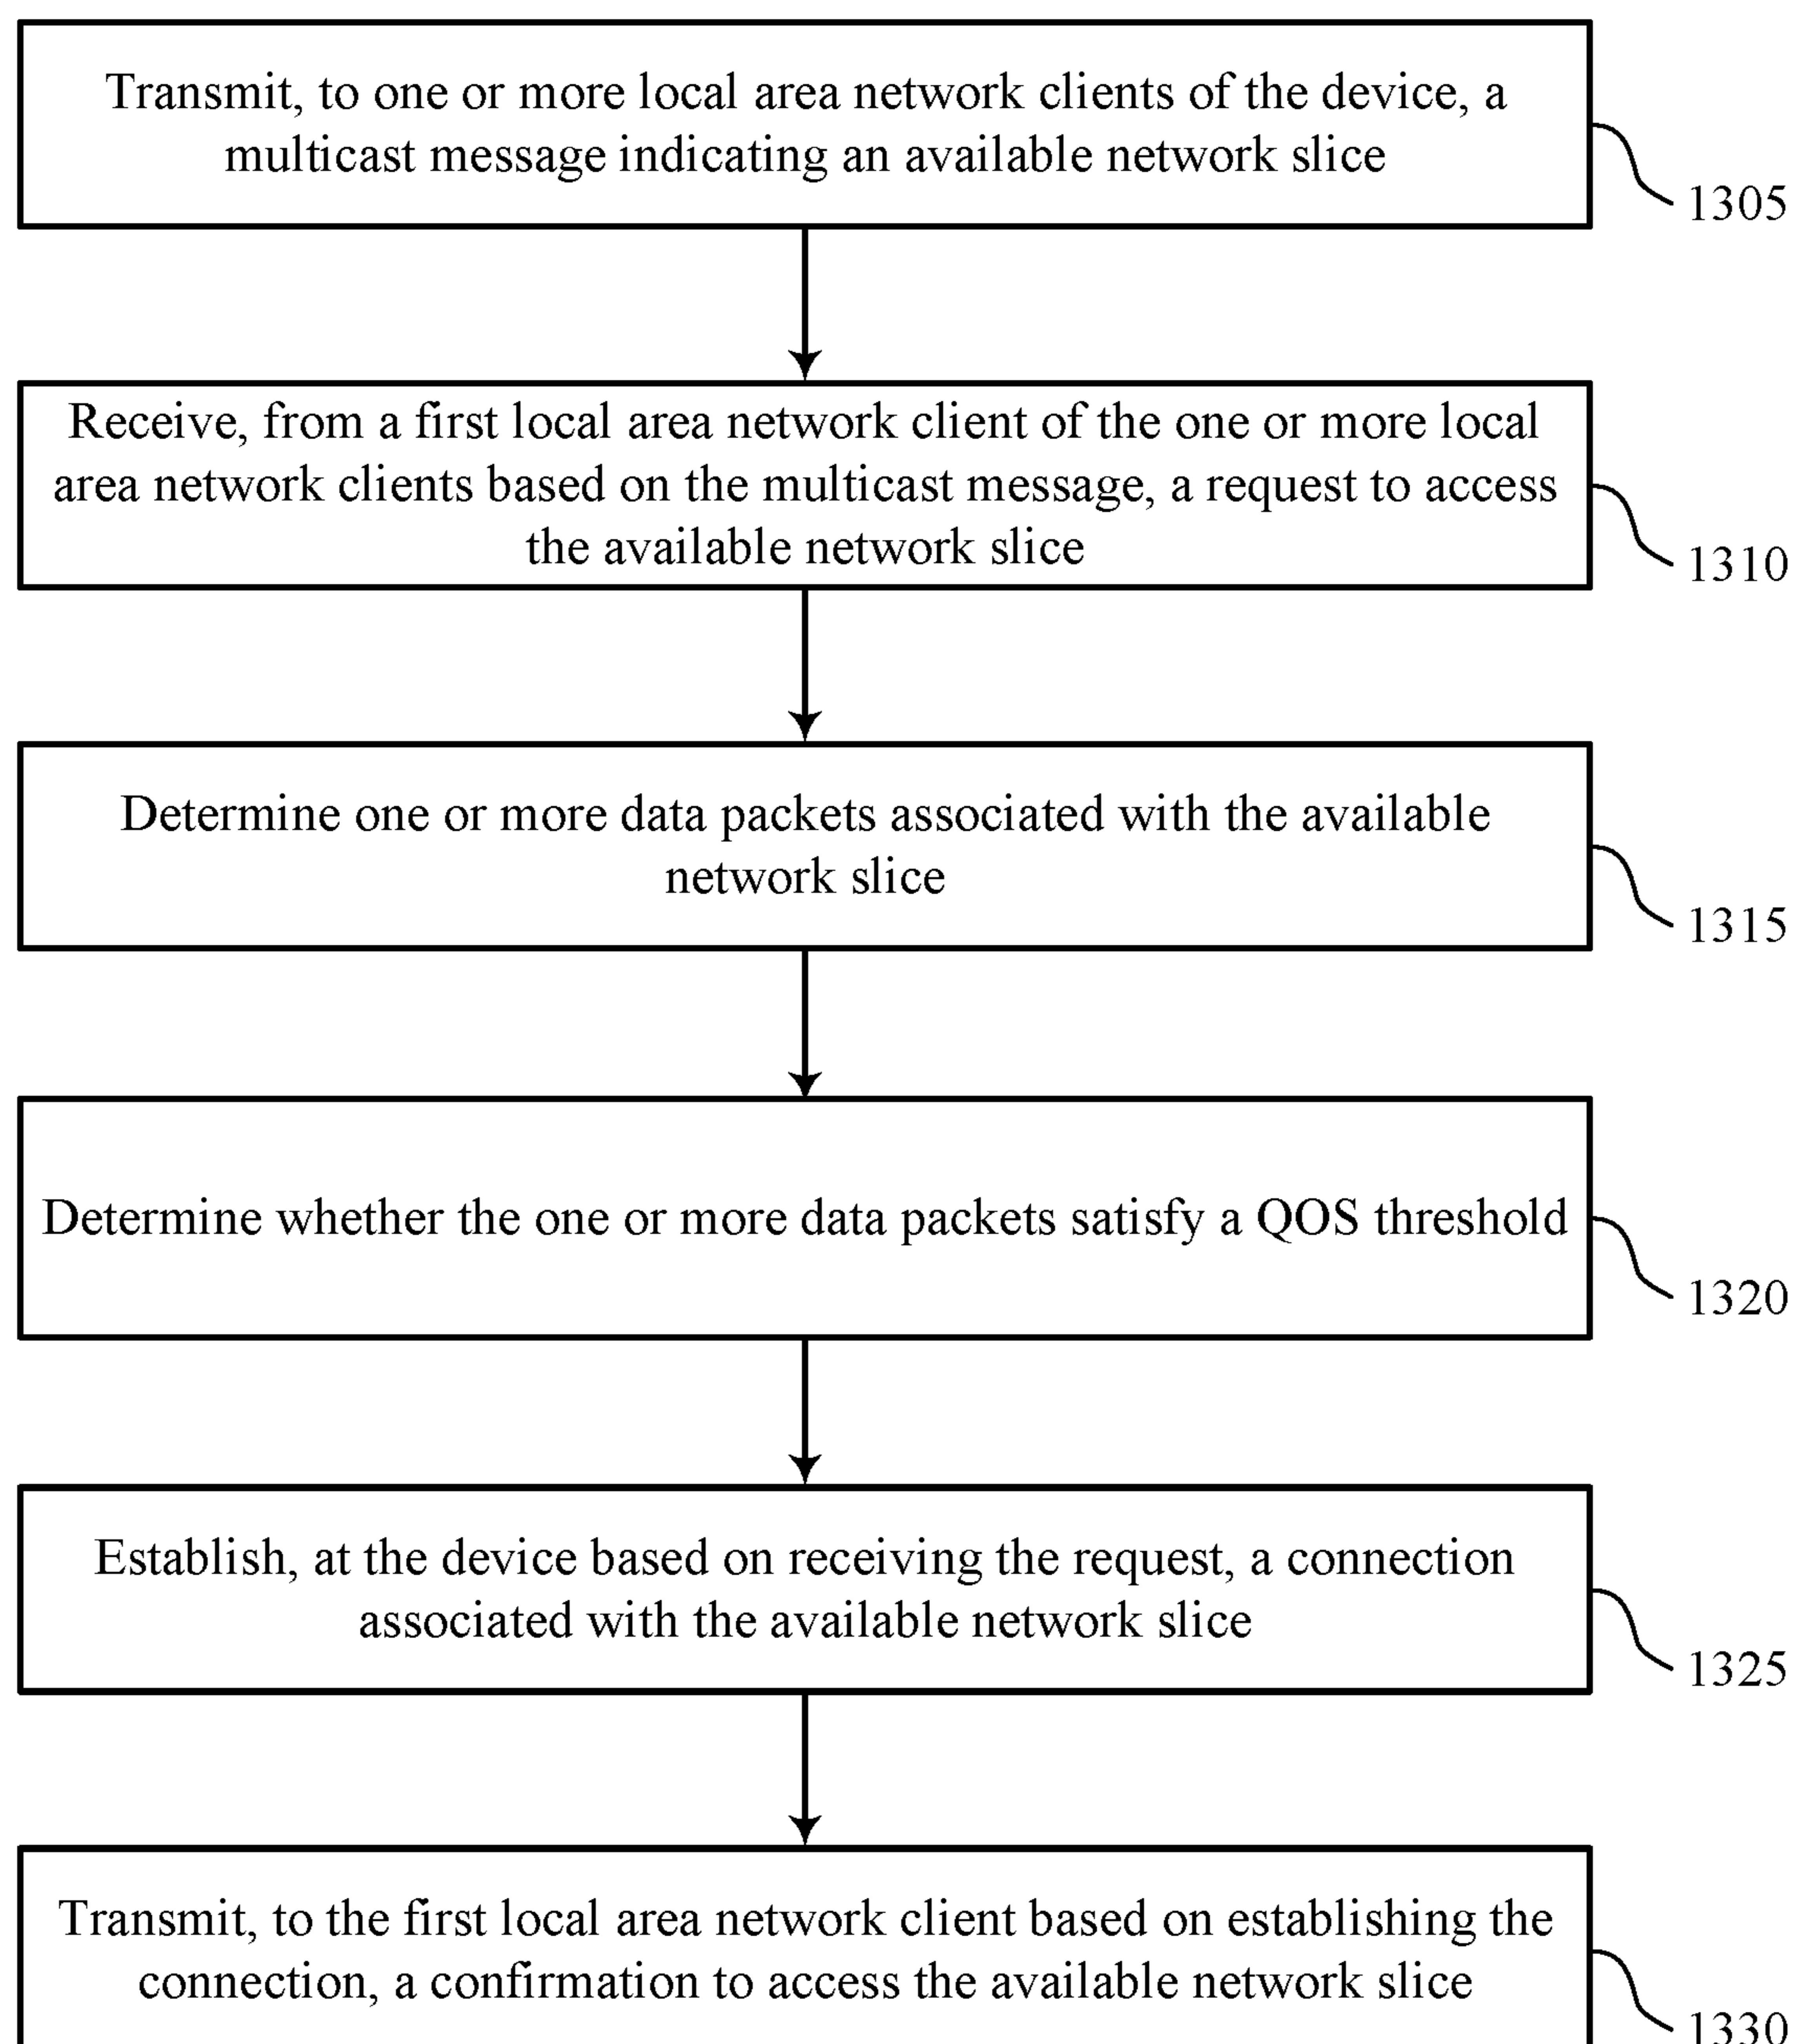 Transmit, to one or more local area network clients of the device, a
multicast message indicating an available network slice
1305
Receive, from a first local area network client of the one or more local
area network clients based on the multicast message, a request to access
the available network slice
1310
Determine one or more data packets associated with the available
network slice
1315
Determine whether the one or more data packets satisfy a QOS threshold
1320
Establish, at the device based on receiving the request, a connection
associated with the available network slice
1325
Transmit, to the first local area network client based on establishing the
connection, a confirmation to access the available network slice
1330